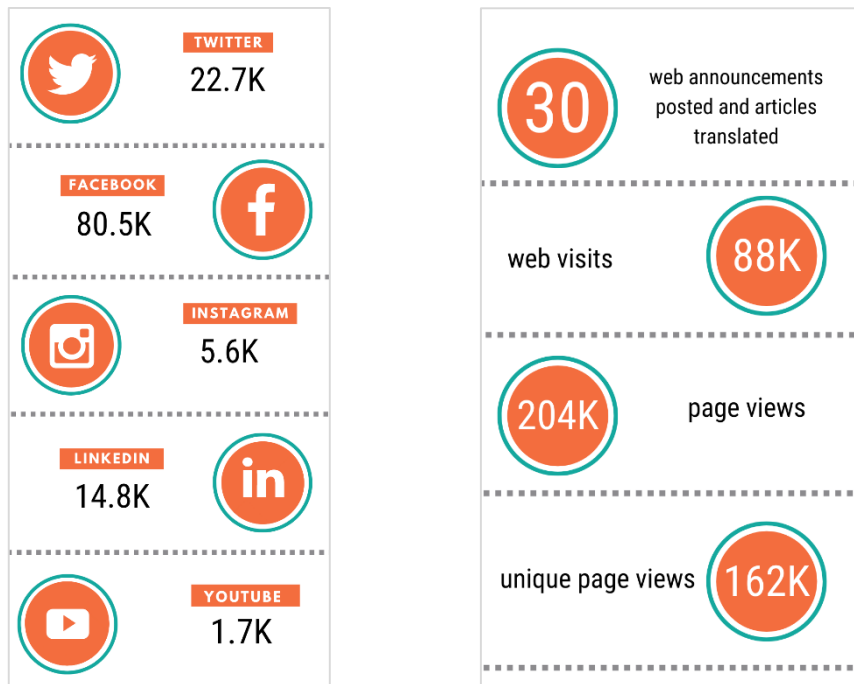 TWITTER
22.7K
FACEBOOK
80.5K
INSTAGRAM
5.6K
LINKEDIN
14.8K
in
YOUTUBE
1.7K
30
web announcements
posted and articles
translated
web visits
88K
204K
page views
unique page views
162K